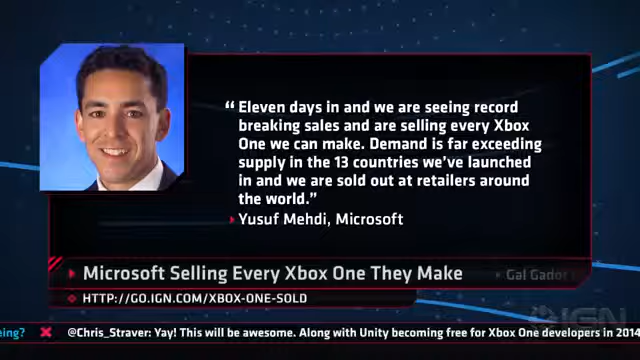 “ Eleven days in and we are seeing record
breaking sales and are selling every Xbox
One we can make. Demand is far exceeding
supply in the 13 countries we’ve launched
in and we are sold out at retailers around
the world.”
Yusuf Mehdi, Microsoft
Microsoft Selling Every Xbox One They Make
Gal Gado
HTTP://GO.IGN.COM/XBOX-ONE-SOLD
IGN
eing? @Chris_Straver: Yay! This will be awesome. Along with Unity becoming free for Xbox One developers in 2014